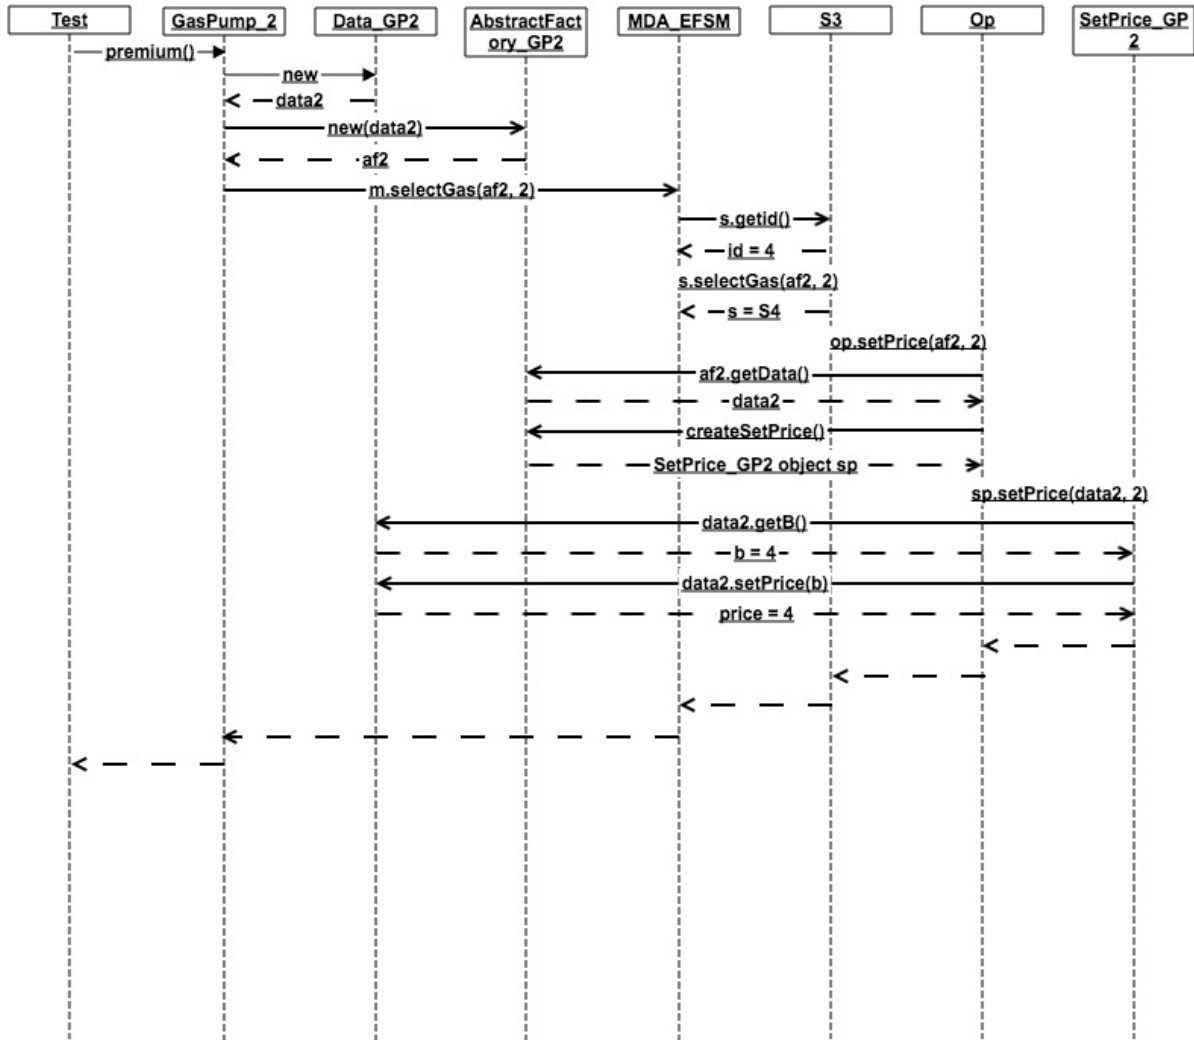 Test
GasPump_2
Data_GP2
AbstractFact
ory_GP2
MDA_EFSM
S3
Op
SetPrice_GP
2
premium()
new
data2
new(data2)
af2
m.selectGas(af2, 2)
s.getid()
id = 4
s.selectGas(af2, 2)
s = S4
op.setPrice(af2, 2)
af2.getData()
data2
createSetPrice()
SetPrice_GP2 object sp
sp.setPrice(data2, 2)
data2.getB()
b = 4
data2.setPrice(b)
price = 4